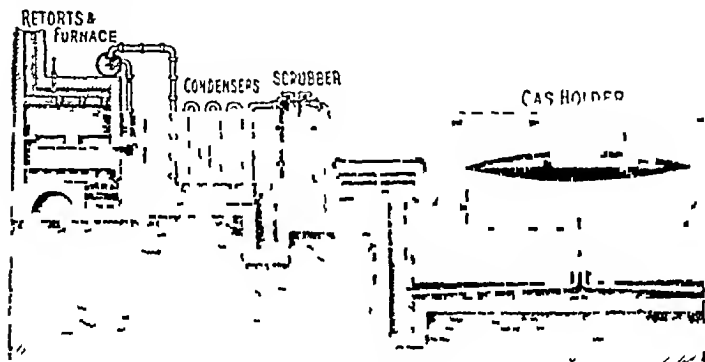 RETORTS &
FURNACE
CONDENSERS
SCRUBBER
GAS HOLDER